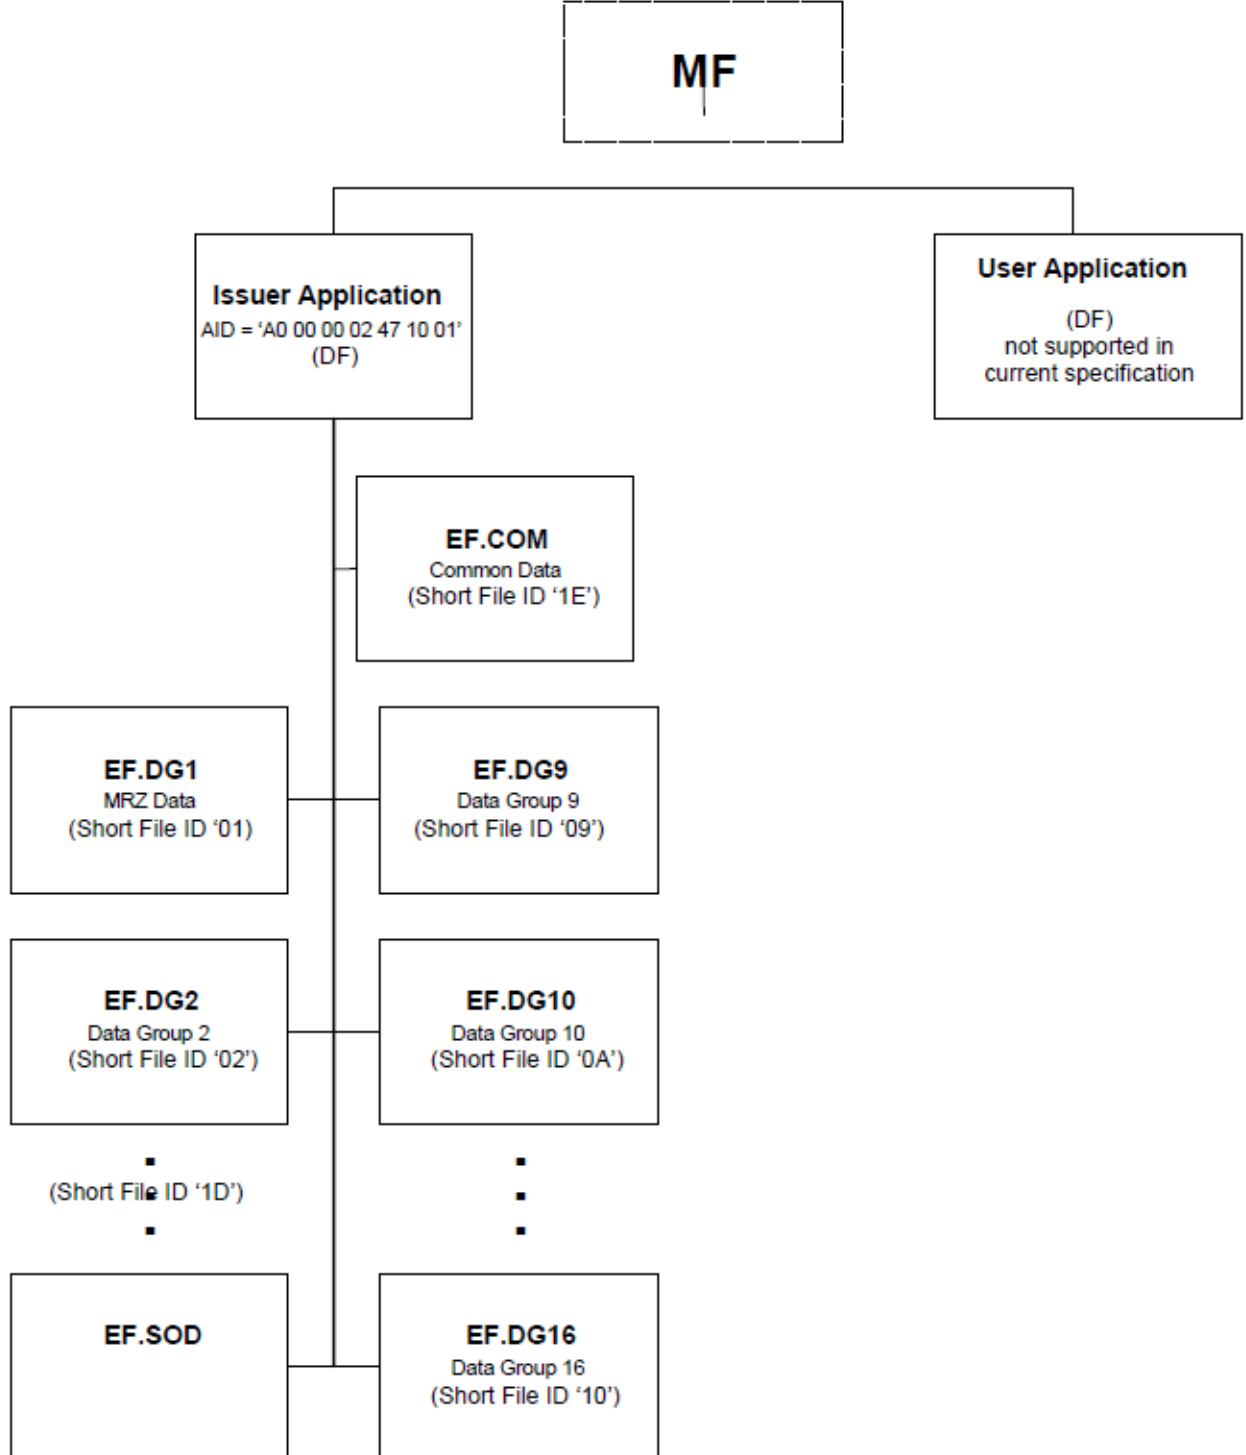 MF
Issuer Application
AID = ‘A0 00 00 02 47 10 01’
(DF)
User Application
(DF)
not supported in
current specification
EF.COM
Common Data
(Short File ID ‘1E’)
EF.DG1
MRZ Data
(Short File ID ‘01)
EF.DG9
Data Group 9
(Short File ID ‘09’)
EF.DG2
Data Group 2
(Short File ID ‘02’)
EF.DG10
Data Group 10
(Short File ID ‘0A’)
(Short File ID ‘1D’)
EF.SOD
EF.DG16
Data Group 16
(Short File ID ‘10’)